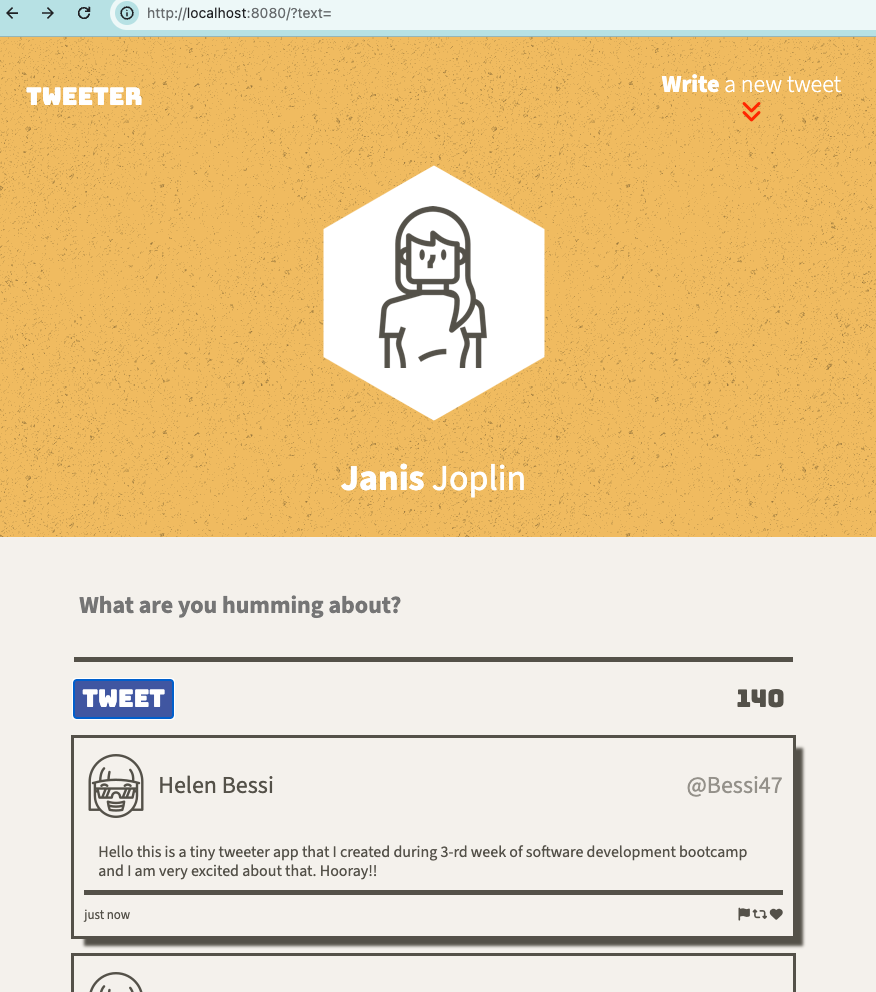 http://localhost:8080/?text=
TWEETER
Write a new tweet
Janis Joplin
What are you humming about?
TWEET
140
Helen Bessi
@Bessi47
Hello this is a tiny tweeter app that I created during 3-rd week of software development bootcamp
and I am very excited about that. Hooray!!
just now